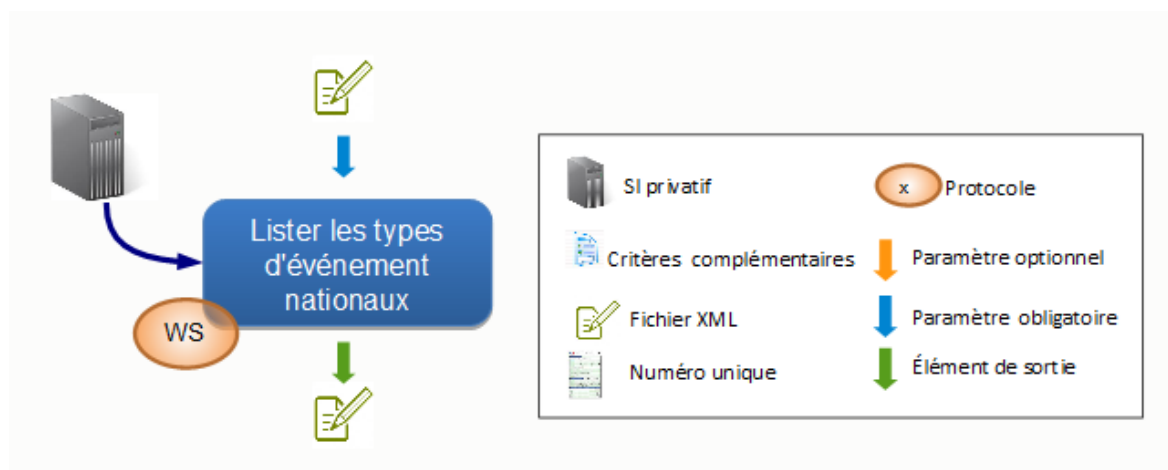 Lister les types
d'événement
nationaux
WS
SI privatif
x
Protocole
Critères complémentaires
Paramètre optionnel
Fichier XML
Paramètre obligatoire
Numéro unique
Élément de sortie